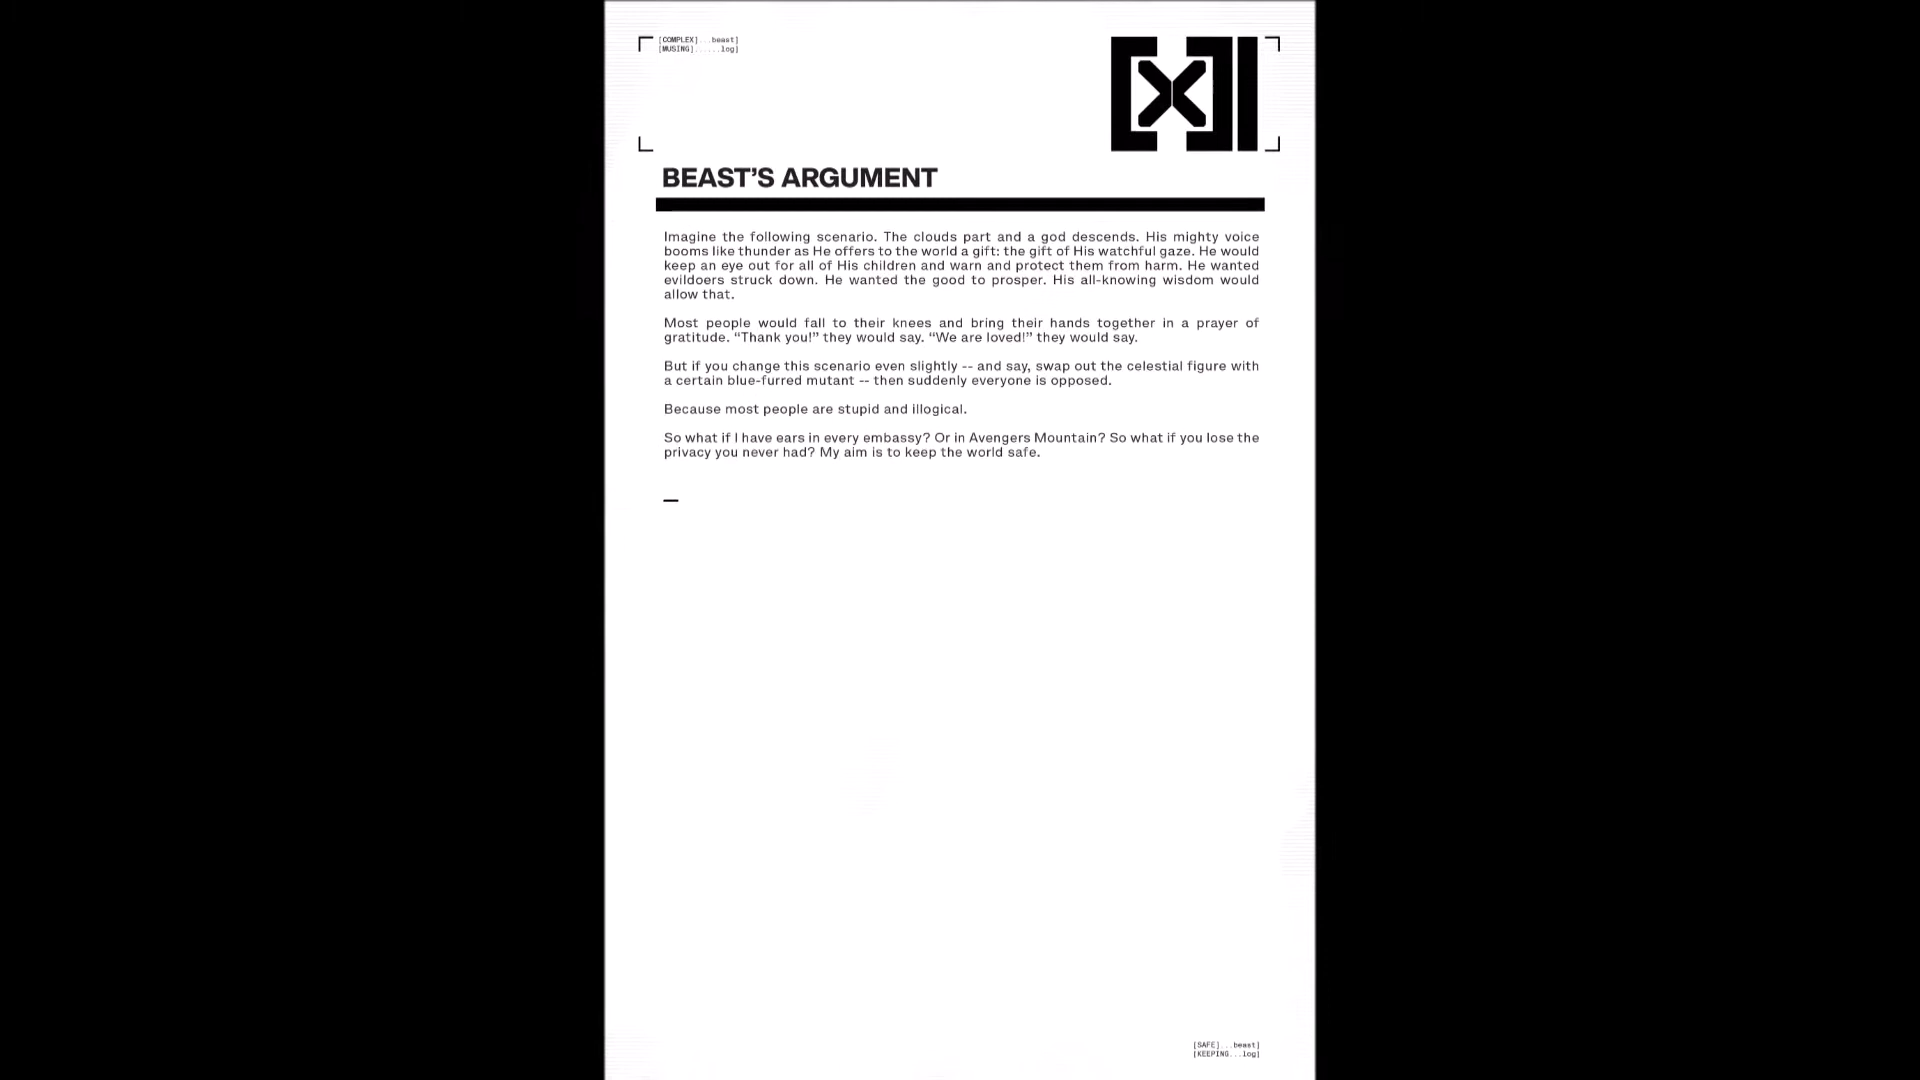 [COMPLEX]...beast]
[MUSING]......log]
[X]|
BEAST’S ARGUMENT
Imagine the following scenario. The clouds part and a god descends. His mighty voice
booms like thunder as He offers to the world a gift: the gift of His watchful gaze. He would
keep an eye out for all of His children and warn and protect them from harm. He wanted
evildoers struck down. He wanted the good to prosper. His all-knowing wisdom would
allow that.
Most people would fall to their knees and bring their hands together in a prayer of
gratitude. “Thank you!” they would say. “We are loved!” they would say.
But if you change this scenario even slightly -- and say, swap out the celestial figure with
a certain blue-furred mutant -- then suddenly everyone is opposed.
Because most people are stupid and illogical.
So what if I have ears in every embassy? Or in Avengers Mountain? So what if you lose the
privacy you never had? My aim is to keep the world safe.
—
[SAFE]...beast]
[KEEPING...log]